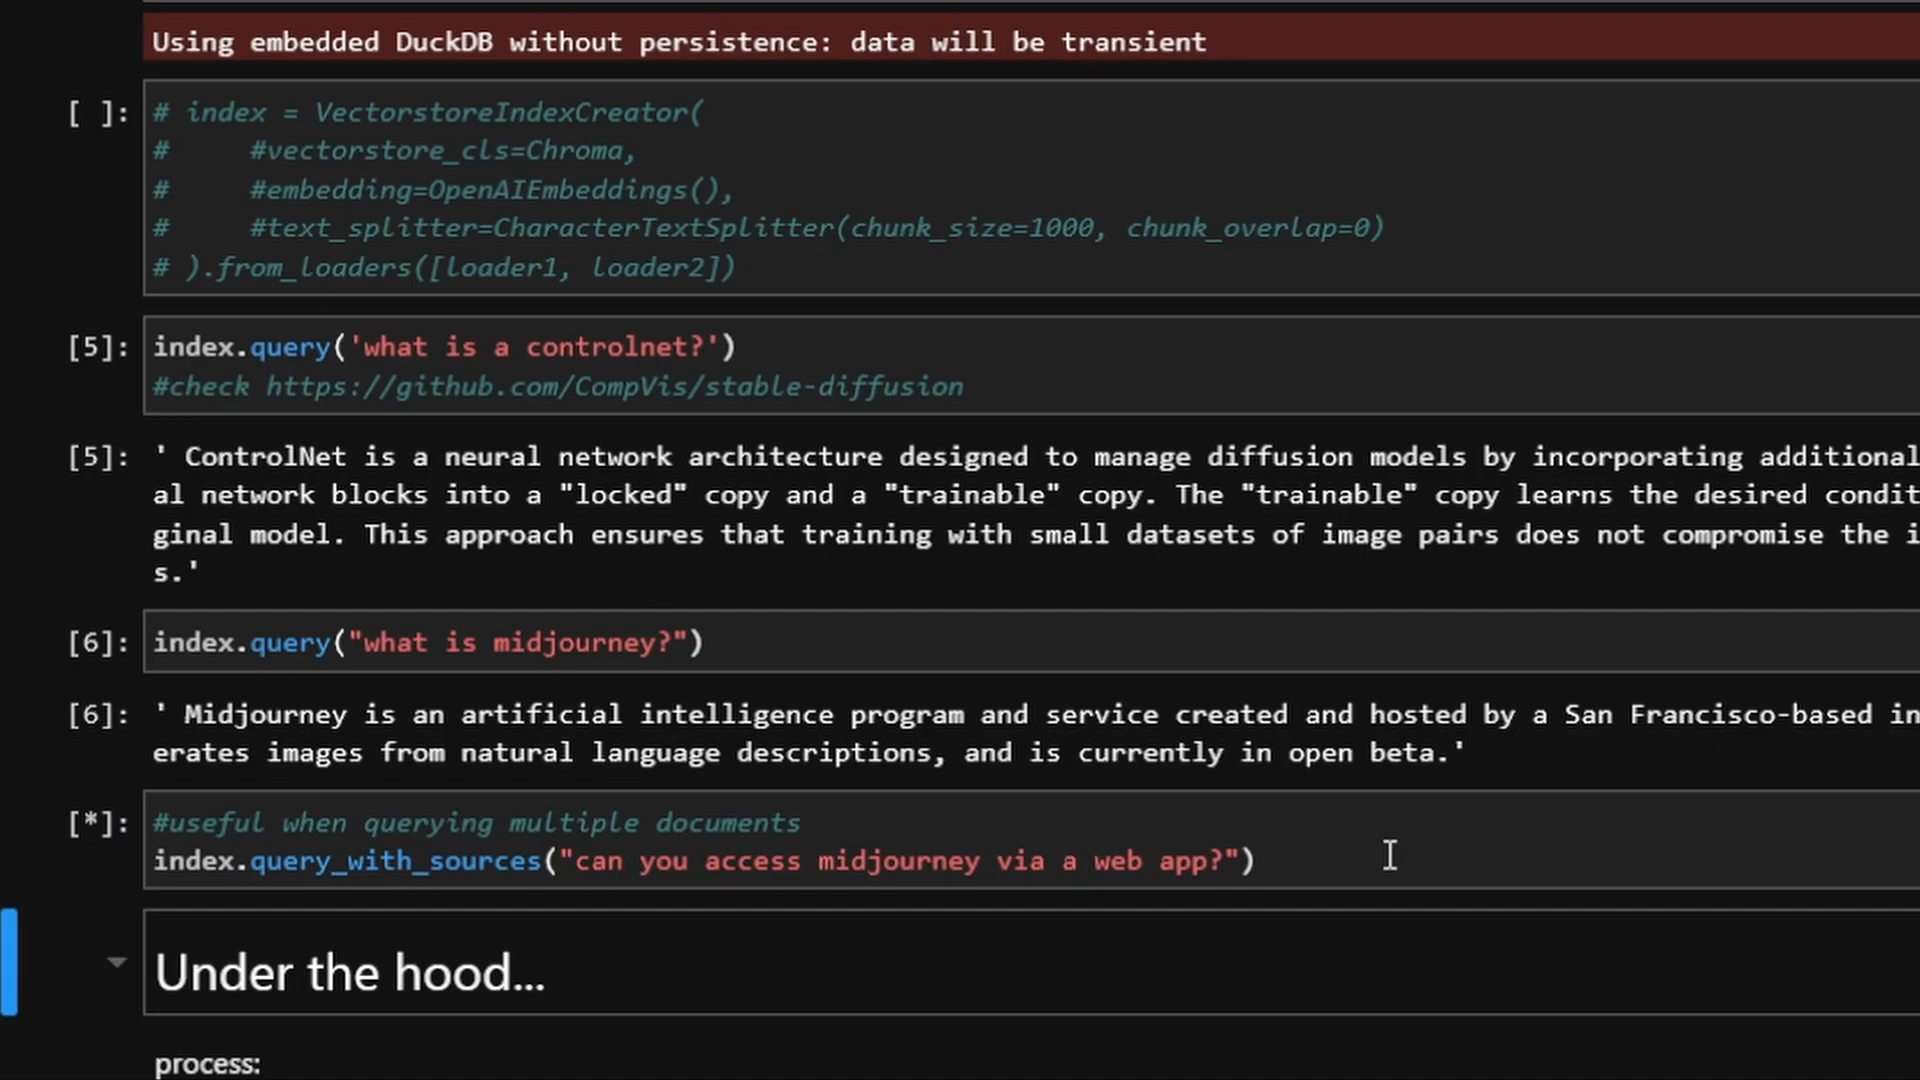 Using embedded DuckDB without persistence: data will be transient
[ ]: # index = VectorstoreIndexCreator(
#     #vectorstore_cls=Chroma,
#     #embedding=OpenAIEmbeddings(),
#     #text_splitter=CharacterTextSplitter(chunk_size=1000, chunk_overlap=0)
# ).from_loaders([loader1, loader2])
[5]: index.query('what is a controlnet?')
#check https://github.com/CompVis/stable-diffusion
[5]: ' ControlNet is a neural network architecture designed to manage diffusion models by incorporating additional
al network blocks into a "locked" copy and a "trainable" copy. The "trainable" copy learns the desired condit
ginal model. This approach ensures that training with small datasets of image pairs does not compromise the i
s.'
[6]: index.query("what is midjourney?")
[6]: ' Midjourney is an artificial intelligence program and service created and hosted by a San Francisco-based in
erates images from natural language descriptions, and is currently in open beta.'
[*]: #useful when querying multiple documents
index.query_with_sources("can you access midjourney via a web app?")
Under the hood...
process: